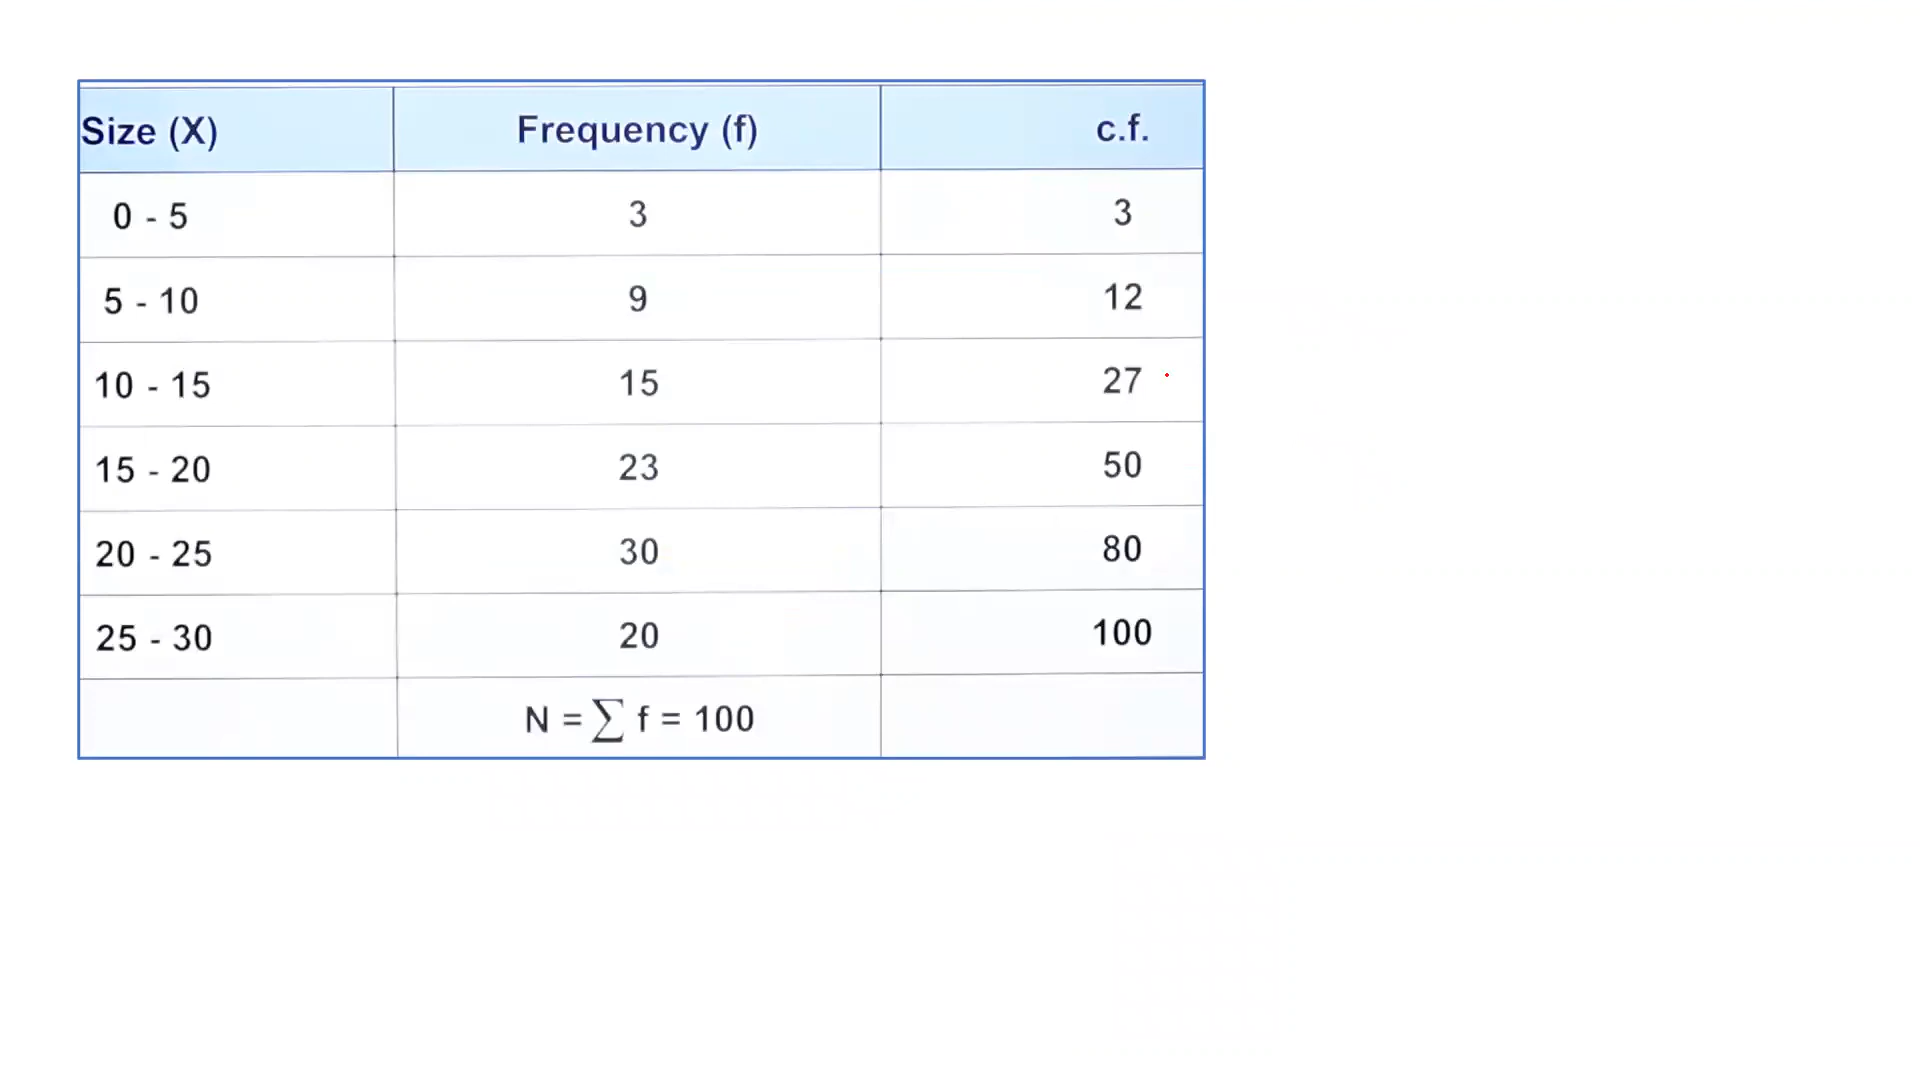 Size (X) Frequency (f) c.f.
0 - 5 3 3
5 - 10 9 12
10 - 15 15 27
15 - 20 23 50
20 - 25 30 80
25 - 30 20 100
N = ∑ f = 100